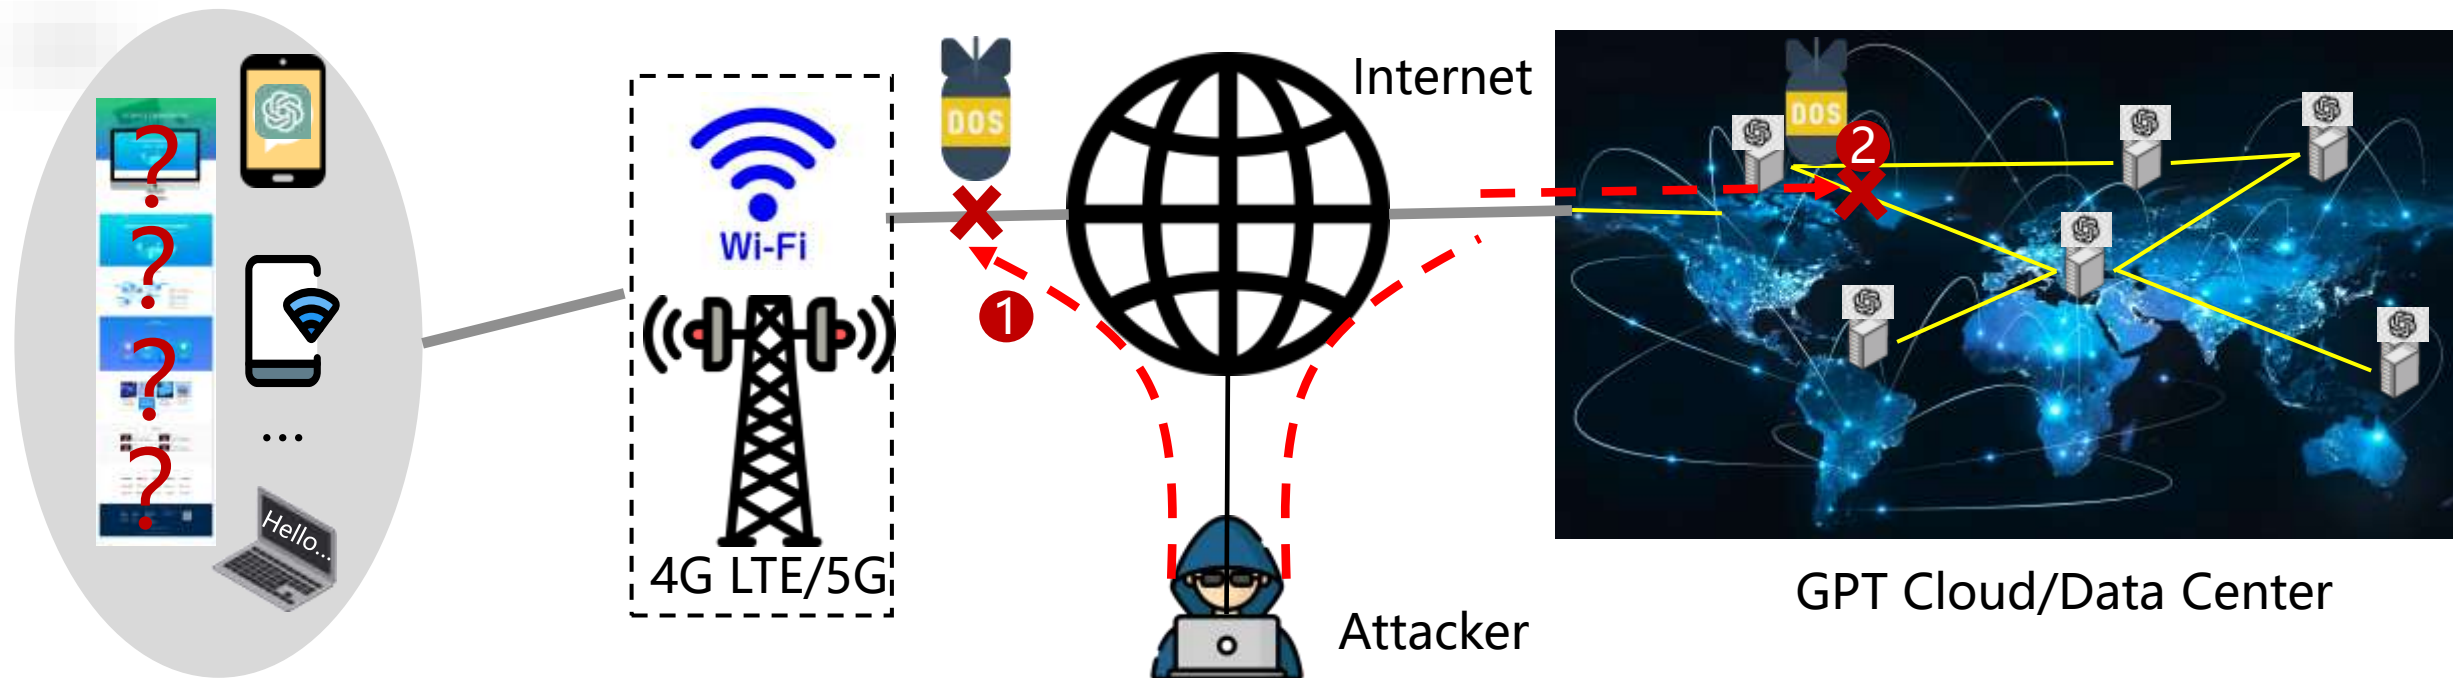 ?
?
?
?
...
Hello...
Wi-Fi
4G LTE/5G
DOS
1
Internet
Attacker
DOS
2
GPT Cloud/Data Center